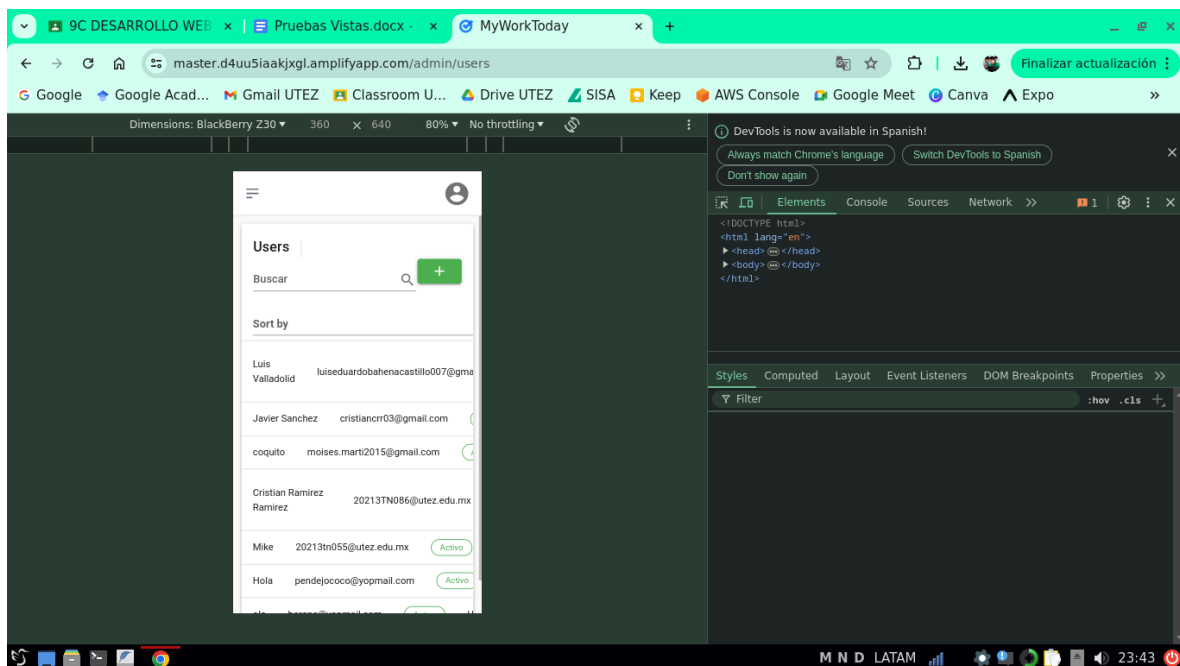 9C DESARROLLO WEB
Pruebas Vistas.docx -
MyWorkToday
master.d4uu5iaakjxgl.amplifyapp.com/admin/users
Finalizar actualización
Google
Google Acad...
Gmail UTEZ
Classroom U...
Drive UTEZ
SISA
Keep
AWS Console
Google Meet
Canva
Expo
»
Dimensions: BlackBerry Z30
360 × 640
80%
No throttling
DevTools is now available in Spanish!
Always match Chrome's language
Switch DevTools to Spanish
Don't show again
Elements
Console
Sources
Network
1
<!DOCTYPE html>
<html lang="en">
<head> </head>
<body> </body>
</html>
Styles
Computed
Layout
Event Listeners
DOM Breakpoints
Properties
Filter
:hov .cls
Users
Buscar
+
Sort by
Luis
Valladolid
luiseduardobahenacastillo007@gma
Javier Sanchez cristiancrr03@gmail.com
coquito moises.marti2015@gmail.com
Cristian Ramirez
Ramirez
20213TN086@utez.edu.mx
Mike 20213tn055@utez.edu.mx Activo
Hola pendejococo@yopmail.com Activo
M N D LATAM 23:43